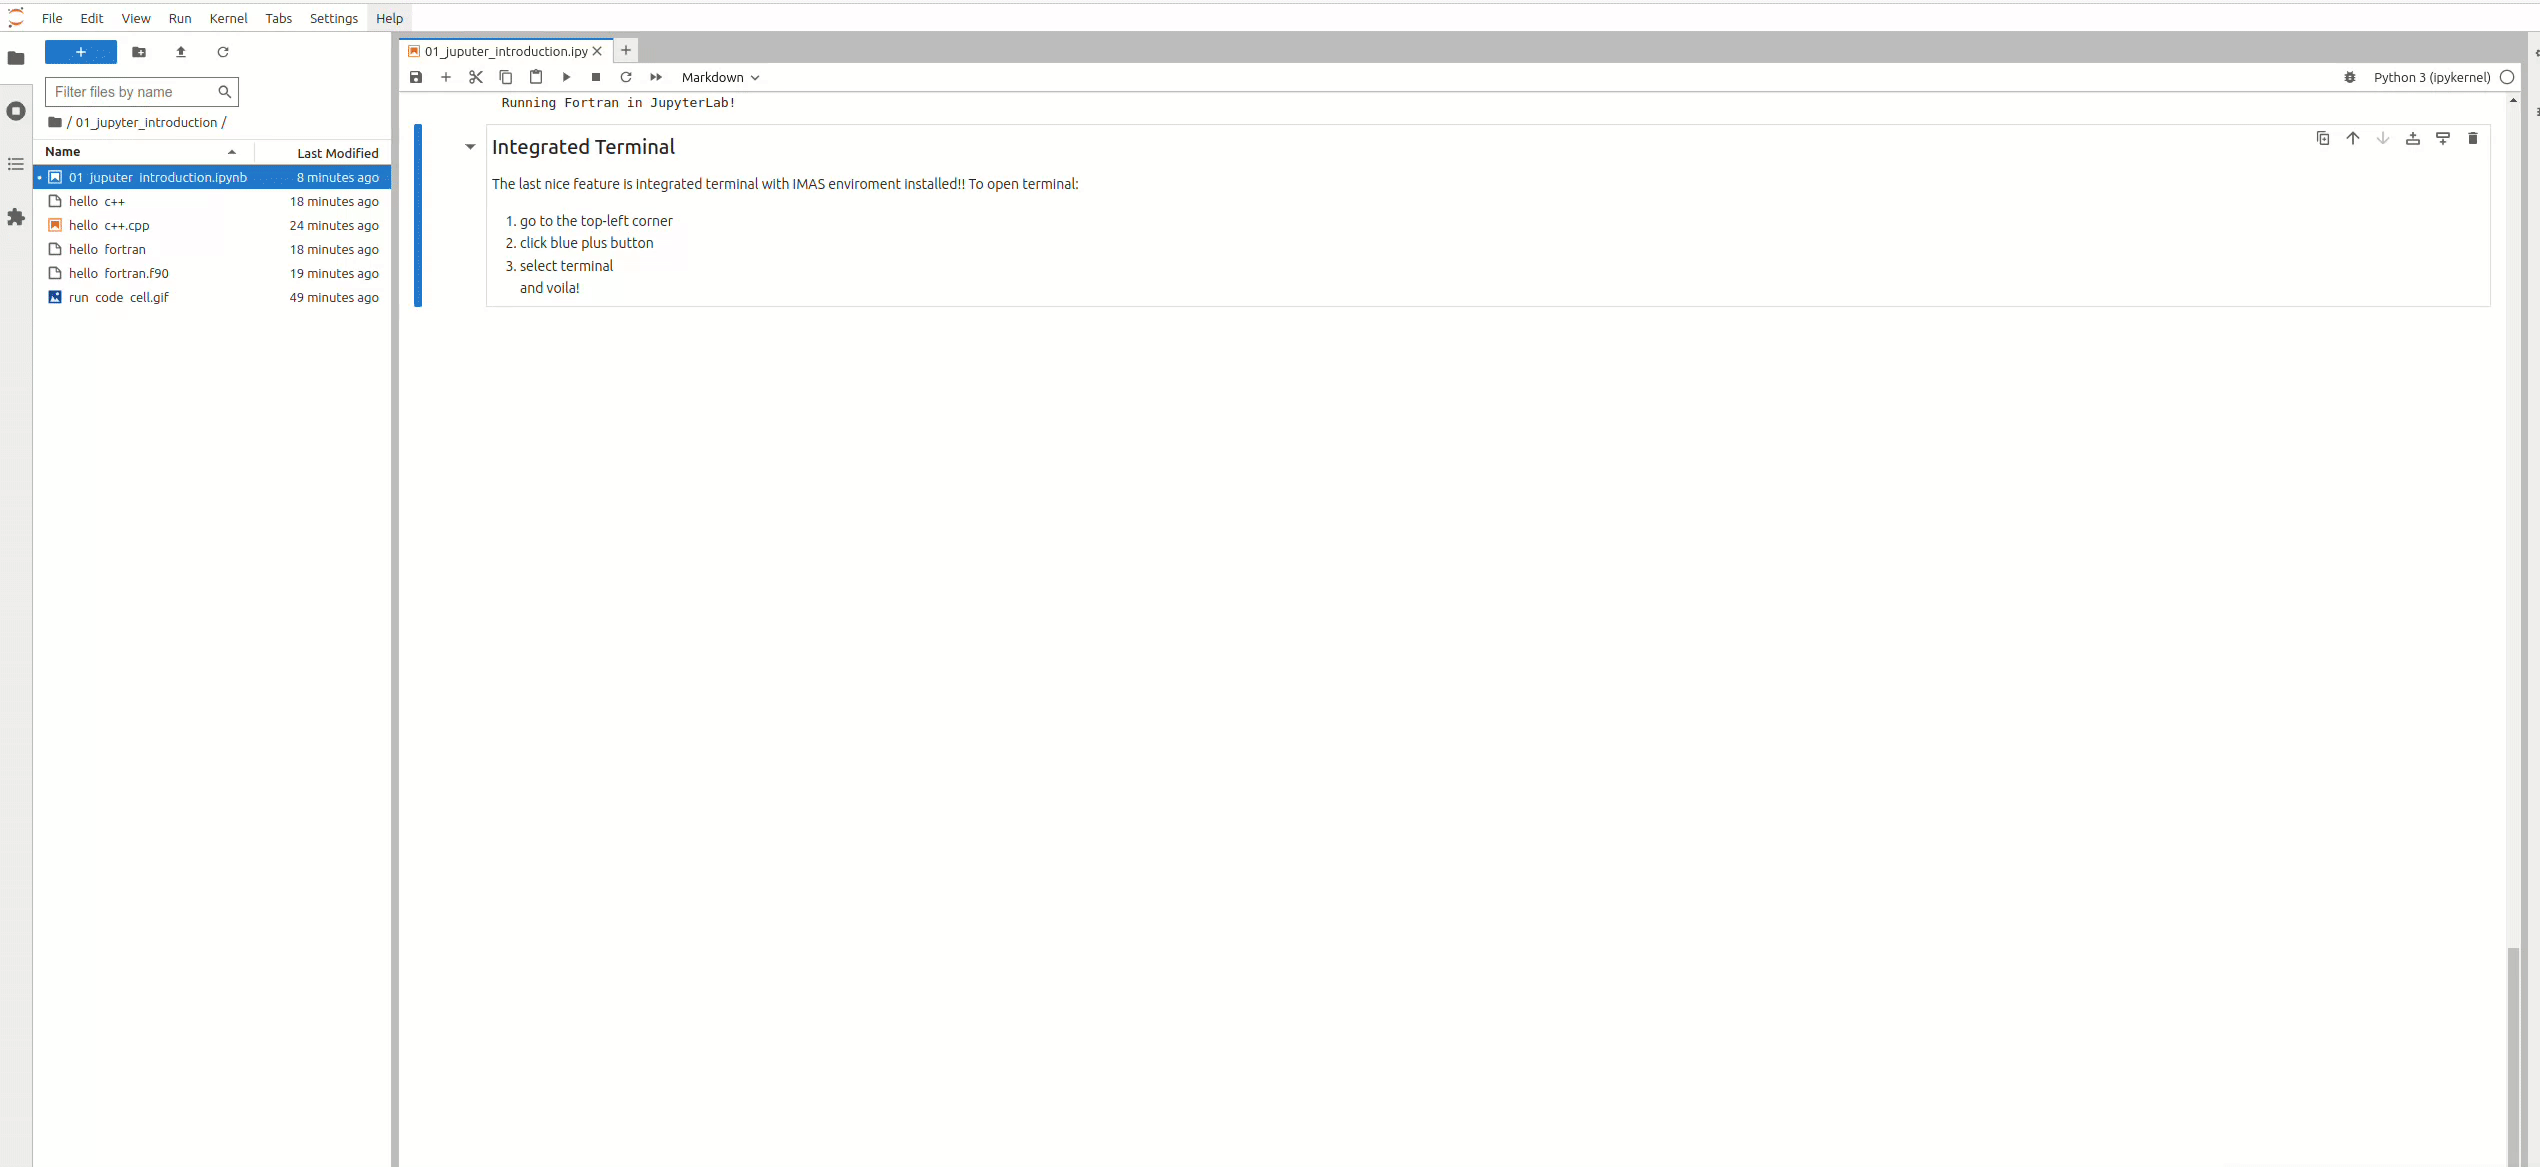 File Edit View Run Kernel Tabs Settings Help
+
Filter files by name
/ 01_jupyter_introduction /
Name Last Modified
01_juputer_introduction.ipynb 8 minutes ago
hello_c++ 18 minutes ago
hello_c++.cpp 24 minutes ago
hello_fortran 18 minutes ago
hello_fortran.f90 19 minutes ago
run_code_cell.gif 49 minutes ago
01_juputer_introduction.ipy
Markdown
Python 3 (ipykernel)
Running Fortran in JupyterLab!
Integrated Terminal
The last nice feature is integrated terminal with IMAS enviroment installed!! To open terminal:
1. go to the top-left corner
2. click blue plus button
3. select terminal
and voila!